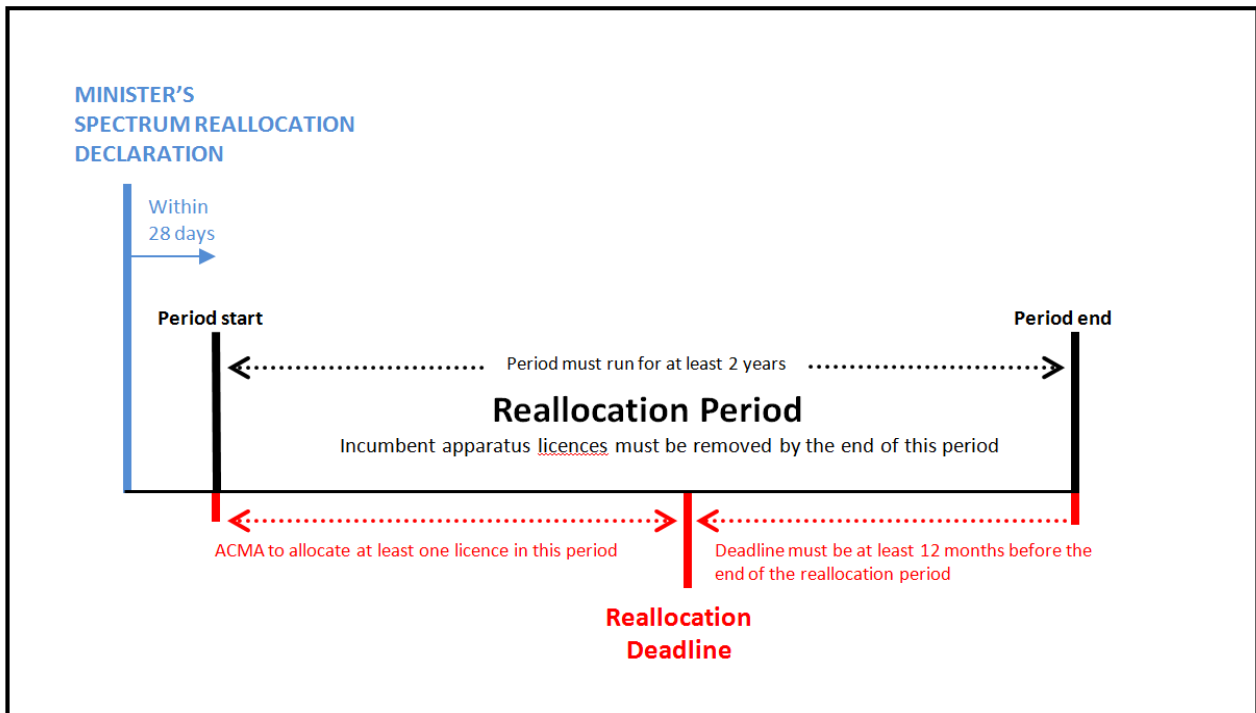 MINISTER'S
SPECTRUM REALLOCATION
DECLARATION
Within
28 days
Period start
Period end
Period must run for at least 2 years
Reallocation Period
Incumbent apparatus licences must be removed by the end of this period
ACMA to allocate at least one licence in this period
Deadline must be at least 12 months before the
end of the reallocation period
Reallocation
Deadline